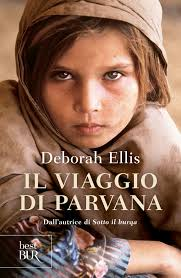 Deborah Ellis
IL VIAGGIO
DI PARVANA
Dall'autrice di Sotto il burqa
best
BUR